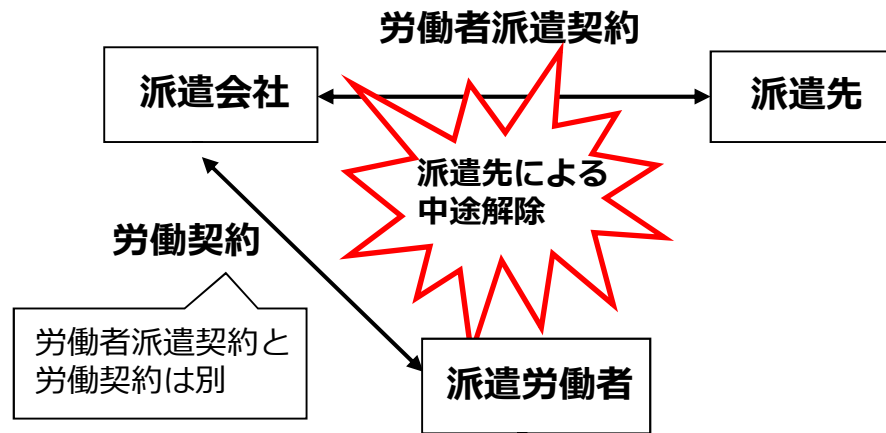 労働者派遣契約
派遣会社
派遣先
派遣先による
中途解除
労働契約
労働者派遣契約と
労働契約は別
派遣労働者